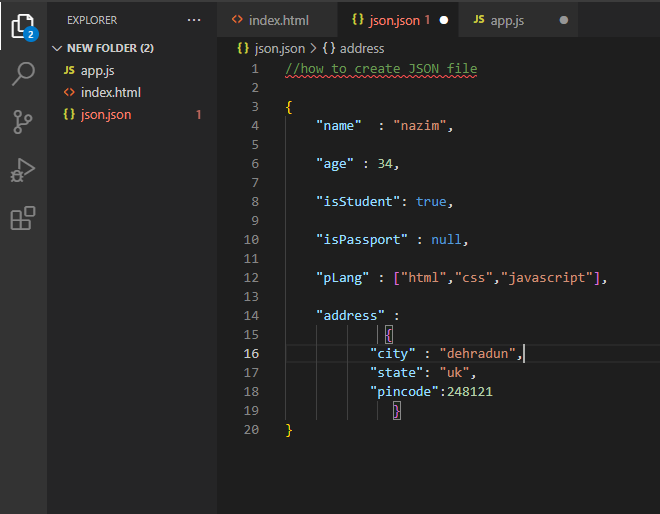 EXPLORER ...
index.html
json.json 1
app.js
NEW FOLDER (2)
JS app.js
<> index.html
{} json.json 1
2
{} json.json > {} address
1 //how to create JSON file
2
3 {
4 "name"  : "nazim",
5
6 "age" : 34,
7
8 "isStudent": true,
9
10 "isPassport" : null,
11
12 "pLang" : ["html","css","javascript"],
13
14 "address" :
15 {
16 "city" : "dehradun",
17 "state": "uk",
18 "pincode":248121
19 }
20 }